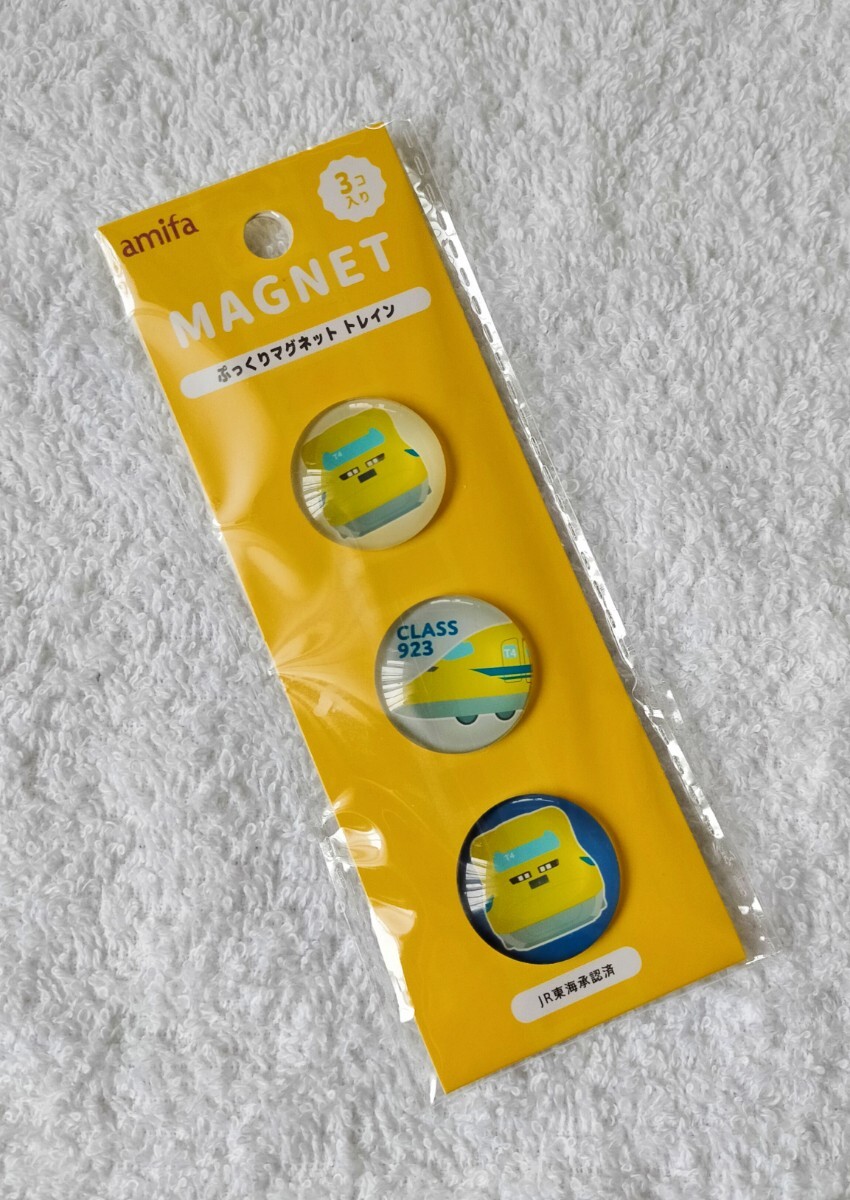 amifa
3コ
入り
MAGNET
ぷっくりマグネット トレイン
T4
CLASS
923
T4
T4
JR東海承認済